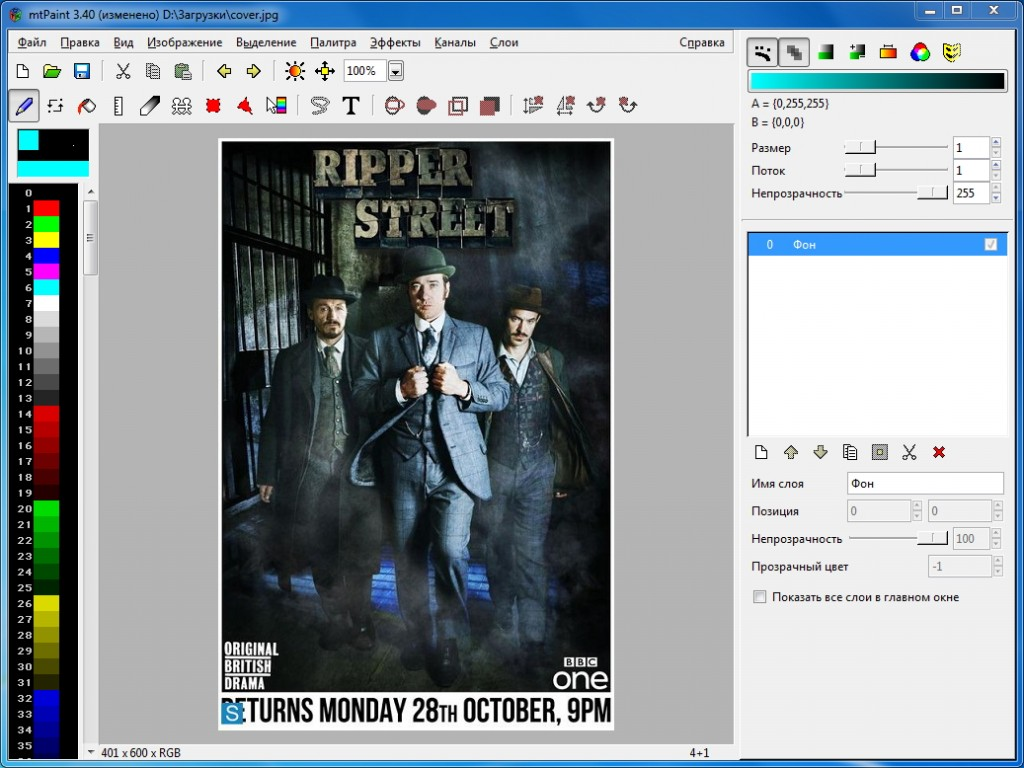 mtPaint 3.40 (изменено) D:\Загрузки\cover.jpg
Файл Правка Вид Изображение Выделение Палитра Эффекты Каналы Слои Справка
100%
T
A = {0,255,255}
B = {0,0,0}
Размер 1
Поток 1
Непрозрачность 255
0 Фон
Имя слоя Фон
Позиция 0 0
Непрозрачность 100
Прозрачный цвет -1
Показать все слои в главном окне
0
1
2
3
4
5
6
7
8
9
10
11
12
13
14
15
16
17
18
19
20
21
22
23
24
25
26
27
28
29
30
31
32
33
34
35
RIPPER
STREET
ORIGINAL
BRITISH
DRAMA
BBC
one
S
RETURNS MONDAY 28TH OCTOBER, 9PM
401 x 600 x RGB 4+1